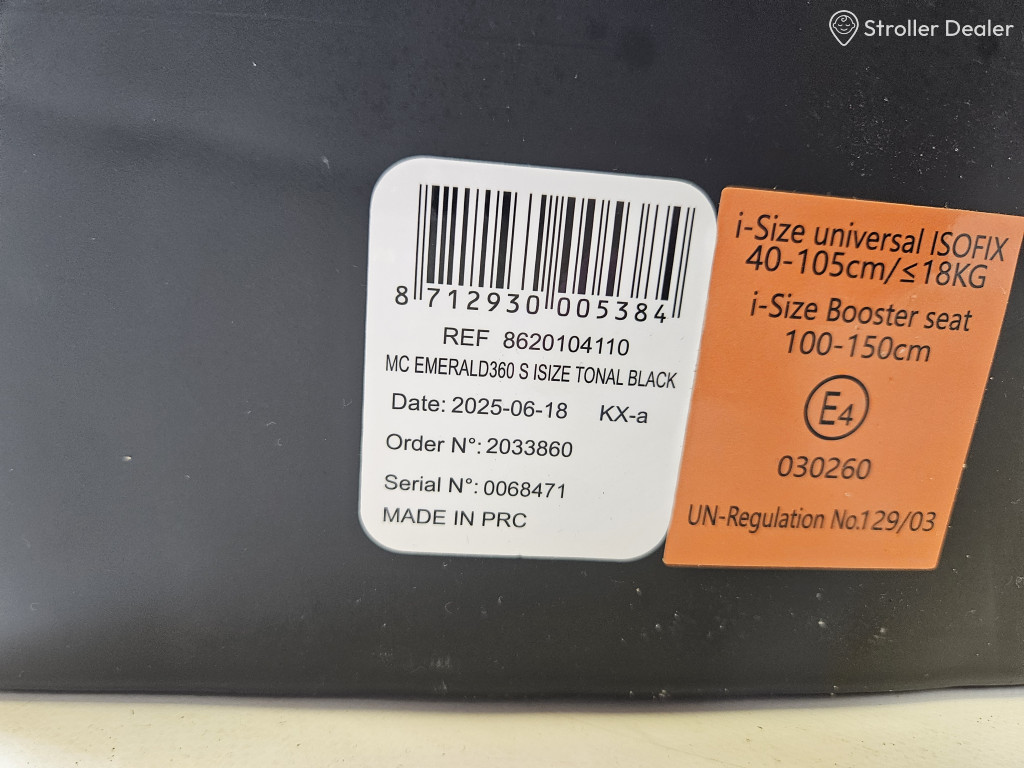 Stroller Dealer
8 712930 005384
REF 8620104110
MC EMERALD360 S ISIZE TONAL BLACK
Date: 2025-06-18 KX-a
Order N°: 2033860
Serial N°: 0068471
MADE IN PRC
i-Size universal ISOFIX
40-105cm/≤18KG
i-Size Booster seat
100-150cm
E4
030260
UN-Regulation No.129/03